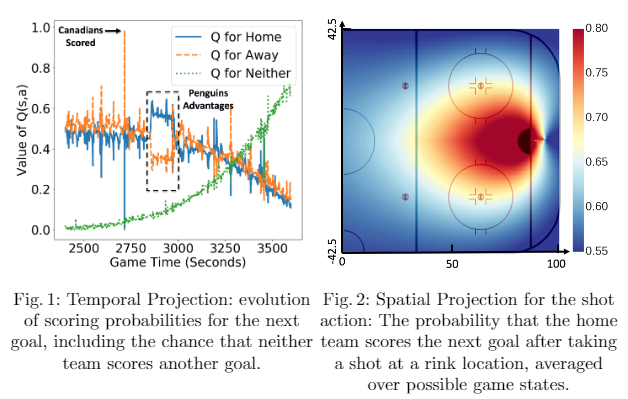 Canadians
Scored
Q for Home
Q for Away
Q for Neither
Penguins
Advantages
Value of Q(s,a)
1.0
0.8
0.6
0.4
0.2
0.0
2500
2750
3000
3250
3500
Game Time (Seconds)
42.5
-42.5
0
50
100
0.80
0.75
0.70
0.65
0.60
0.55
Fig. 1: Temporal Projection: evolution
of scoring probabilities for the next
goal, including the chance that neither
team scores another goal.
Fig. 2: Spatial Projection for the shot
action: The probability that the home
team scores the next goal after taking
a shot at a rink location, averaged
over possible game states.